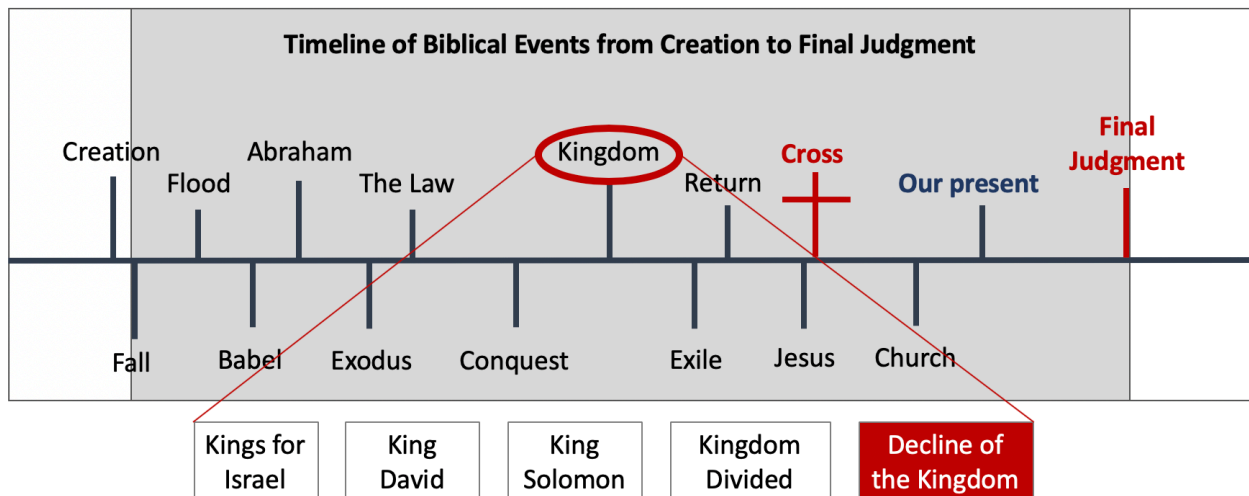 Timeline of Biblical Events from Creation to Final Judgment
Creation
Flood
Abraham
The Law
Kingdom
Return
Cross
Our present
Final
Judgment
Fall
Babel
Exodus
Conquest
Exile
Jesus
Church
Kings for
Israel
King
David
King
Solomon
Kingdom
Divided
Decline of
the Kingdom